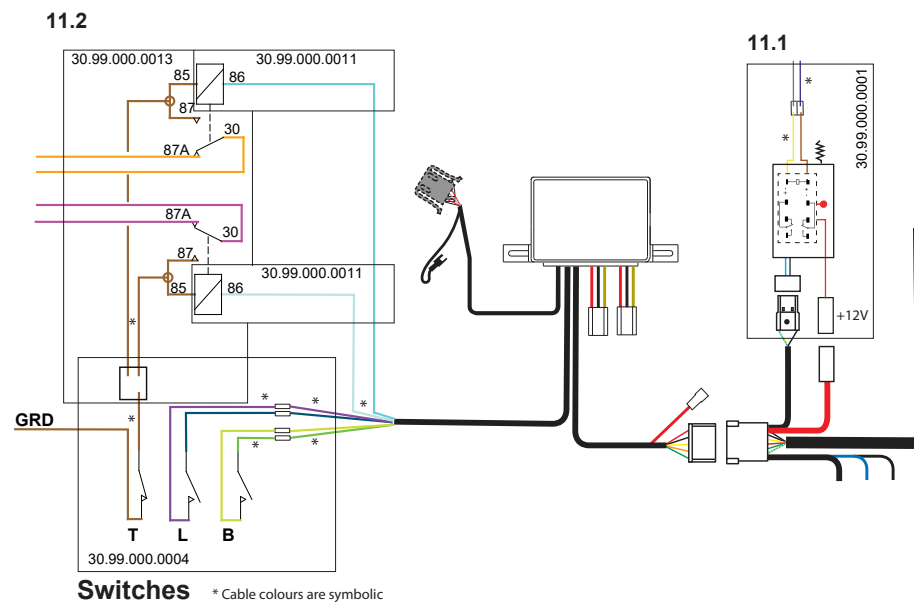 11.2
11.1
30.99.000.0013
30.99.000.0011
85
86
87
30
87A
30.99.000.0001
*
*
87A
30
87
30.99.000.0011
85
86
+12V
*
*
*
*
GRD
*
*
*
T
L
B
30.99.000.0004
Switches
* Cable colours are symbolic